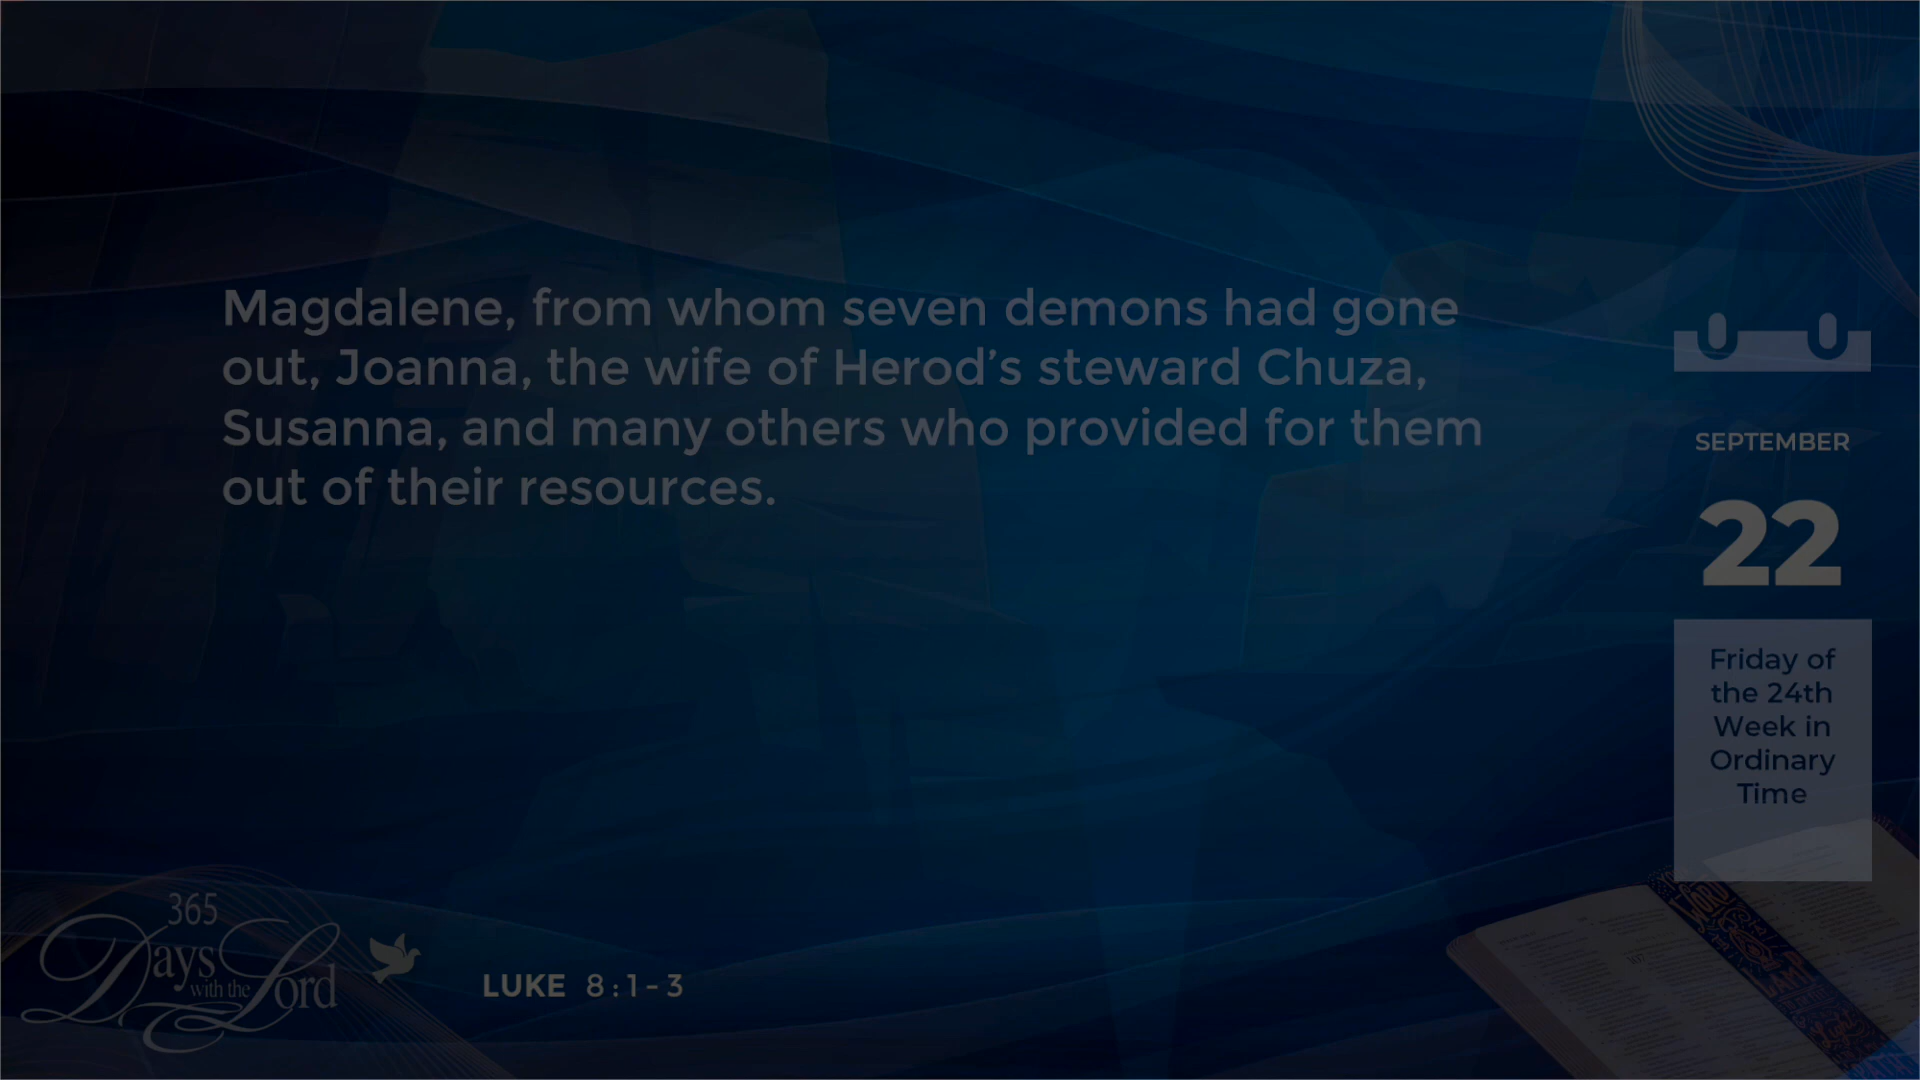 Magdalene, from whom seven demons had gone
out, Joanna, the wife of Herod’s steward Chuza,
Susanna, and many others who provided for them
out of their resources.
SEPTEMBER
22
Friday of
the 24th
Week in
Ordinary
Time
365
Days
with the
Lord
LUKE 8:1-3